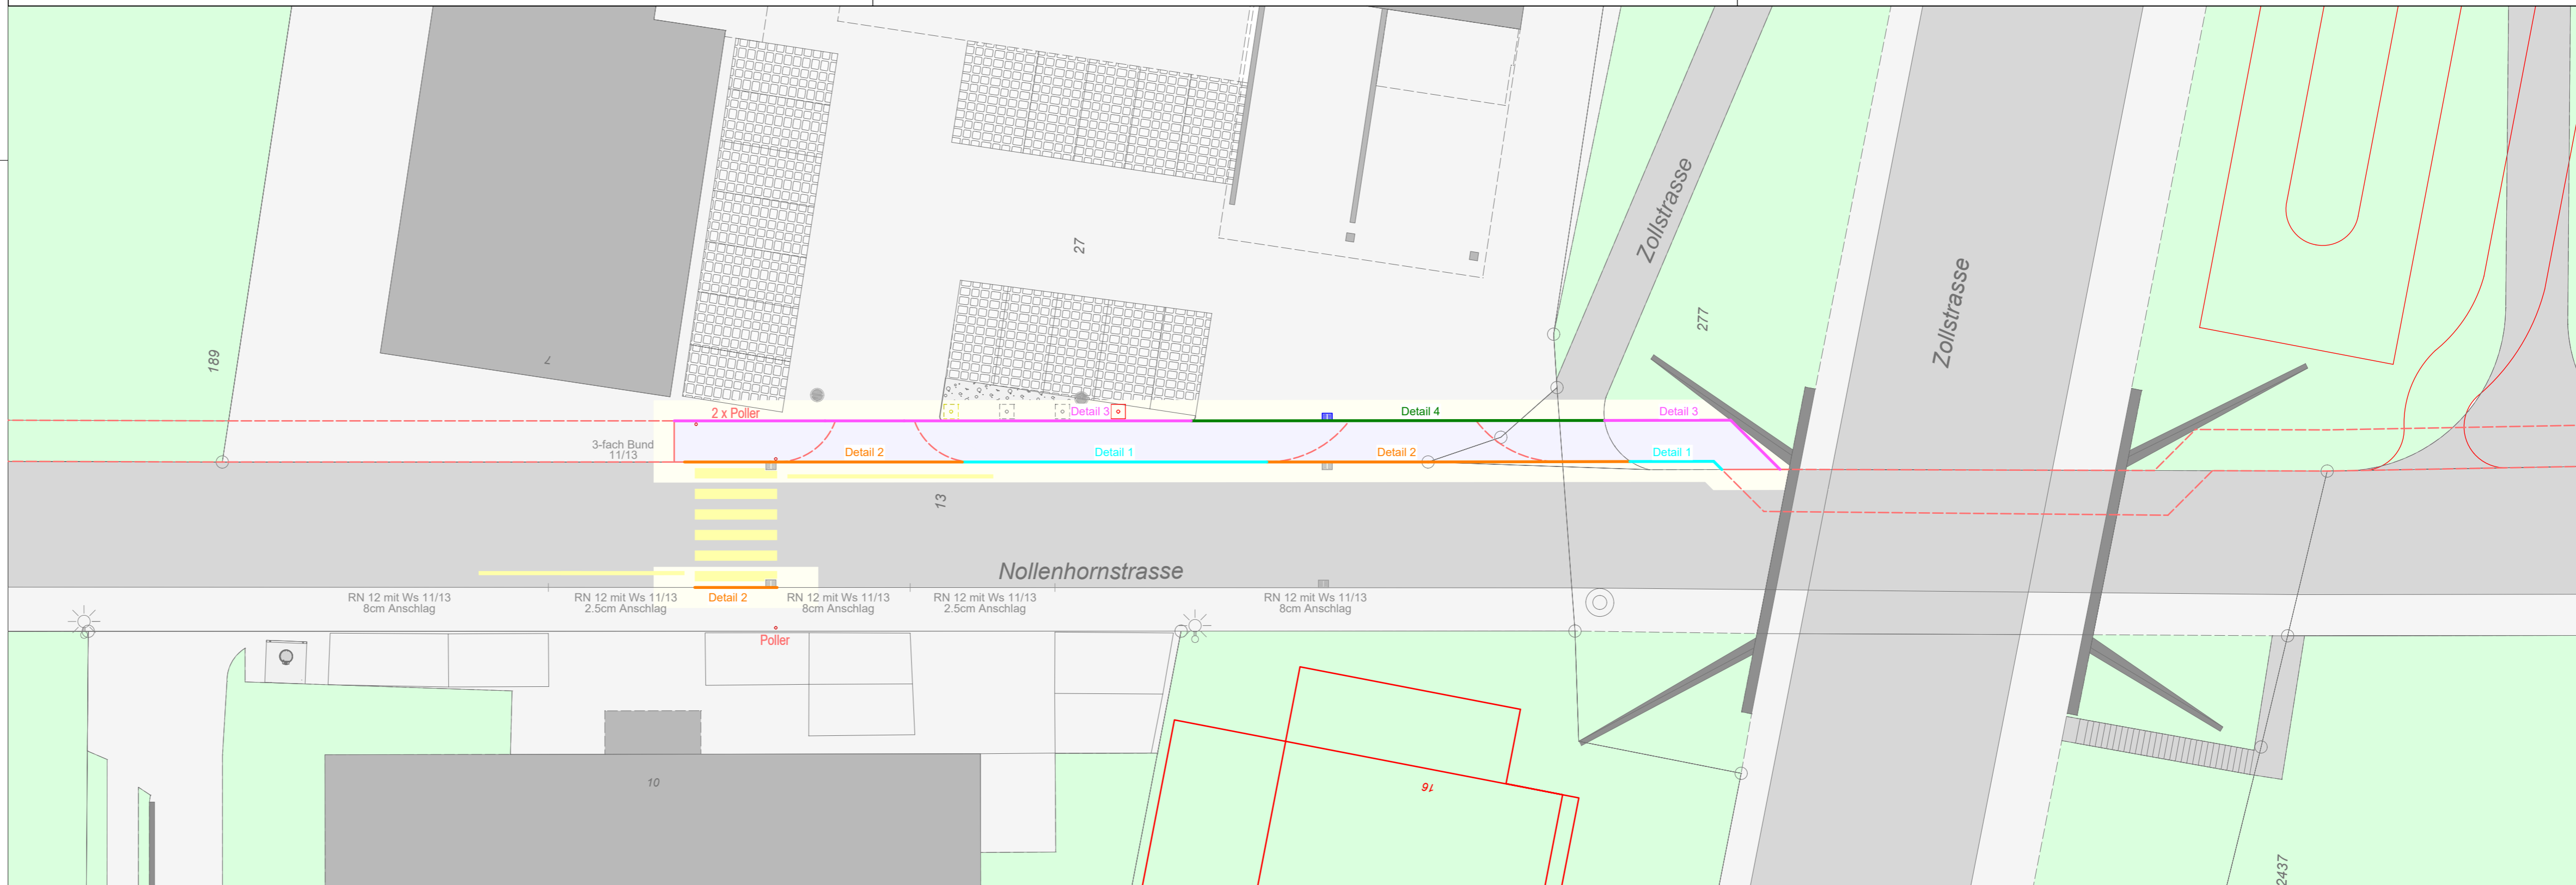 Zollstrasse
27
Zollstrasse
277
189
7
2 x Poller
Detail 3
Detail 4
Detail 3
3-fach Bund
11/13
Detail 2
Detail 1
Detail 2
Detail 1
13
Nollenhornstrasse
RN 12 mit Ws 11/13
8cm Anschlag
RN 12 mit Ws 11/13
2.5cm Anschlag
Detail 2
RN 12 mit Ws 11/13
8cm Anschlag
RN 12 mit Ws 11/13
2.5cm Anschlag
RN 12 mit Ws 11/13
8cm Anschlag
Poller
10
16
2437